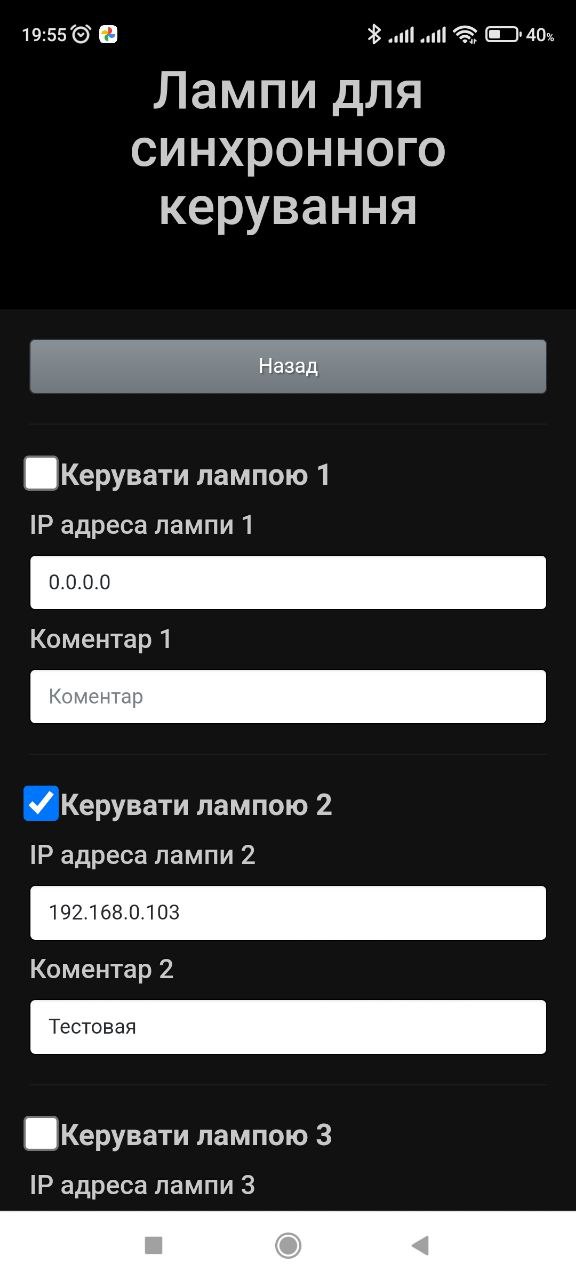 19:55 40%
Лампи для
синхронного
керування
Назад
Керувати лампою 1
IP адреса лампи 1
0.0.0.0
Коментар 1
Коментар
Керувати лампою 2
IP адреса лампи 2
192.168.0.103
Коментар 2
Тестовая
Керувати лампою 3
IP адреса лампи 3